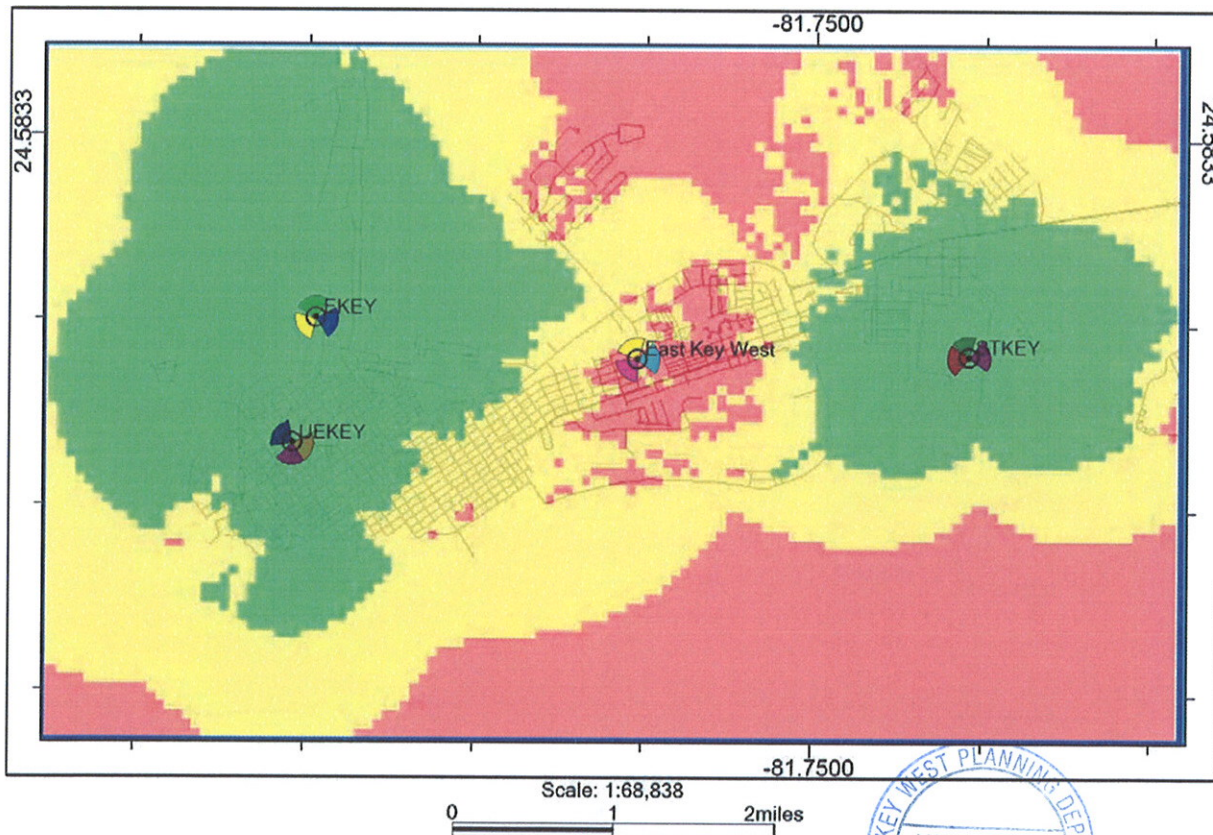 -81.7500
24.5833
24.5833
EKEY
East Key West
STKEY
UEKEY
-81.7500
Scale: 1:68,838
0 1 2miles
KEY WEST PLANNING DEP